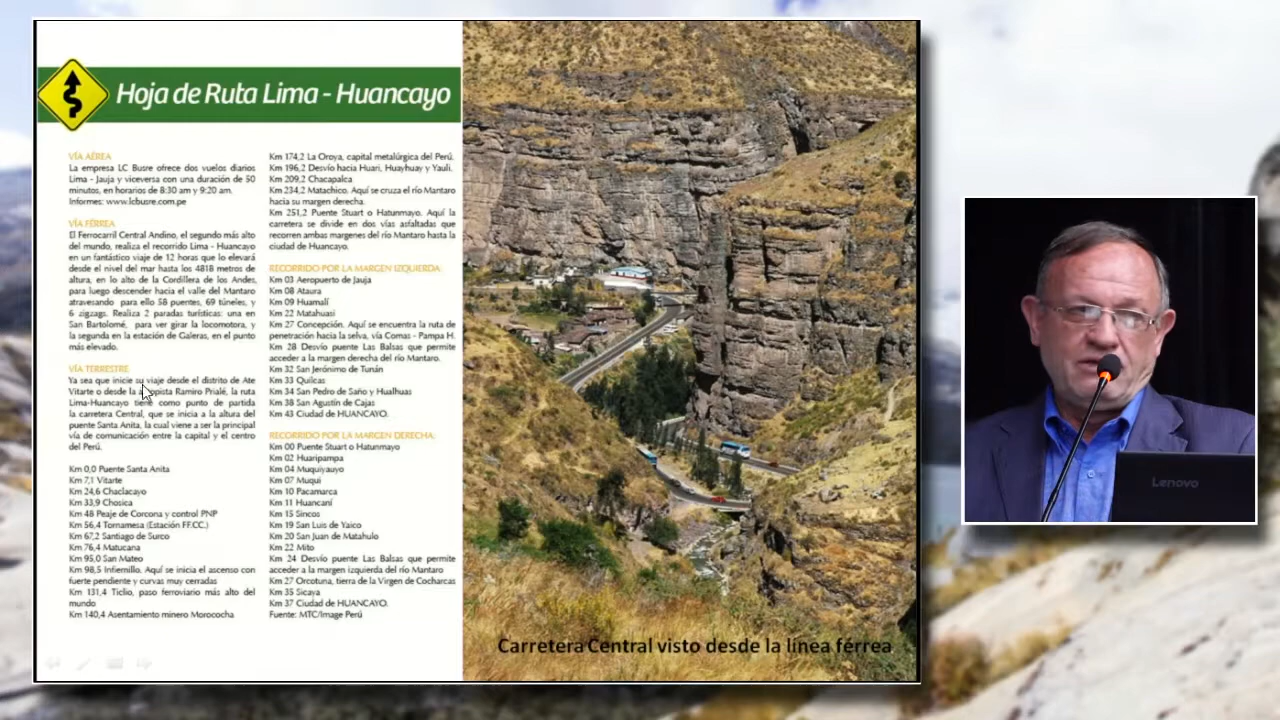 Hoja de Ruta Lima - Huancayo
VÍA AÉREA
La empresa LC Busre ofrece dos vuelos diarios
Lima - Jauja y viceversa con una duración de 50
minutos, en horarios de 8:30 am y 9:20 am.
Informes: www.lcbusre.com.pe
VÍA FÉRREA
El Ferrocarril Central Andino, el segundo más alto
del mundo, realiza el recorrido Lima - Huancayo
en un fantástico viaje de 12 horas que lo elevará
desde el nivel del mar hasta los 4818 metros de
altura, en lo alto de la Cordillera de los Andes,
para luego descender hacia el valle del Mantaro
atravesando para ello 58 puentes, 69 túneles, y
6 zigzags. Realiza 2 paradas turísticas: una en
San Bartolomé, para ver girar la locomotora, y
la segunda en la estación de Galeras, en el punto
más elevado.
VÍA TERRESTRE
Ya sea que inicie su viaje desde el distrito de Ate
Vitarte o desde la autopista Ramiro Prialé, la ruta
Lima-Huancayo tiene como punto de partida
la carretera Central, que se inicia a la altura del
puente Santa Anita, la cual viene a ser la principal
vía de comunicación entre la capital y el centro
del Perú.
Km 0,0 Puente Santa Anita
Km 7,1 Vitarte
Km 24,6 Chaclacayo
Km 33,9 Chosica
Km 48 Peaje de Corcona y control PNP
Km 56,4 Tornamesa (Estación FF.CC.)
Km 67,2 Santiago de Surco
Km 76,4 Matucana
Km 95,0 San Mateo
Km 98,5 Infiernillo. Aquí se inicia el ascenso con
fuerte pendiente y curvas muy cerradas
Km 131,4 Ticlio, paso ferroviario más alto del
mundo
Km 140,4 Asentamiento minero Morococha
Km 174,2 La Oroya, capital metalúrgica del Perú.
Km 196,2 Desvío hacia Huari, Huayhuay y Yauli.
Km 209,2 Chacapalca
Km 234,2 Matachico. Aquí se cruza el río Mantaro
hacia su margen derecha.
Km 251,2 Puente Stuart o Hatunmayo. Aquí la
carretera se divide en dos vías asfaltadas que
recorren ambas margenes del río Mantaro hasta la
ciudad de Huancayo.
RECORRIDO POR LA MARGEN IZQUIERDA:
Km 03 Aeropuerto de Jauja
Km 08 Ataura
Km 09 Huamalí
Km 22 Matahuasi
Km 27 Concepción. Aquí se encuentra la ruta de
penetración hacia la selva, vía Comas - Pampa H.
Km 28 Desvío puente Las Balsas que permite
acceder a la margen derecha del río Mantaro.
Km 32 San Jerónimo de Tunán
Km 33 Quilcas
Km 34 San Pedro de Saño y Hualhuas
Km 38 San Agustín de Cajas
Km 43 Ciudad de HUANCAYO.
RECORRIDO POR LA MARGEN DERECHA:
Km 00 Puente Stuart o Hatunmayo
Km 02 Huaripampa
Km 04 Muquiyauyo
Km 07 Muqui
Km 10 Pacamarca
Km 11 Huancaní
Km 15 Sincos
Km 19 San Luis de Yaico
Km 20 San Juan de Matahulo
Km 22 Mito
Km 24 Desvío puente Las Balsas que permite
acceder a la margen izquierda del río Mantaro
Km 27 Orcotuna, tierra de la Virgen de Cocharcas
Km 35 Sicaya
Km 37 Ciudad de HUANCAYO.
Fuente: MTC/Image Perú
Carretera Central visto desde la línea férrea
Lenovo